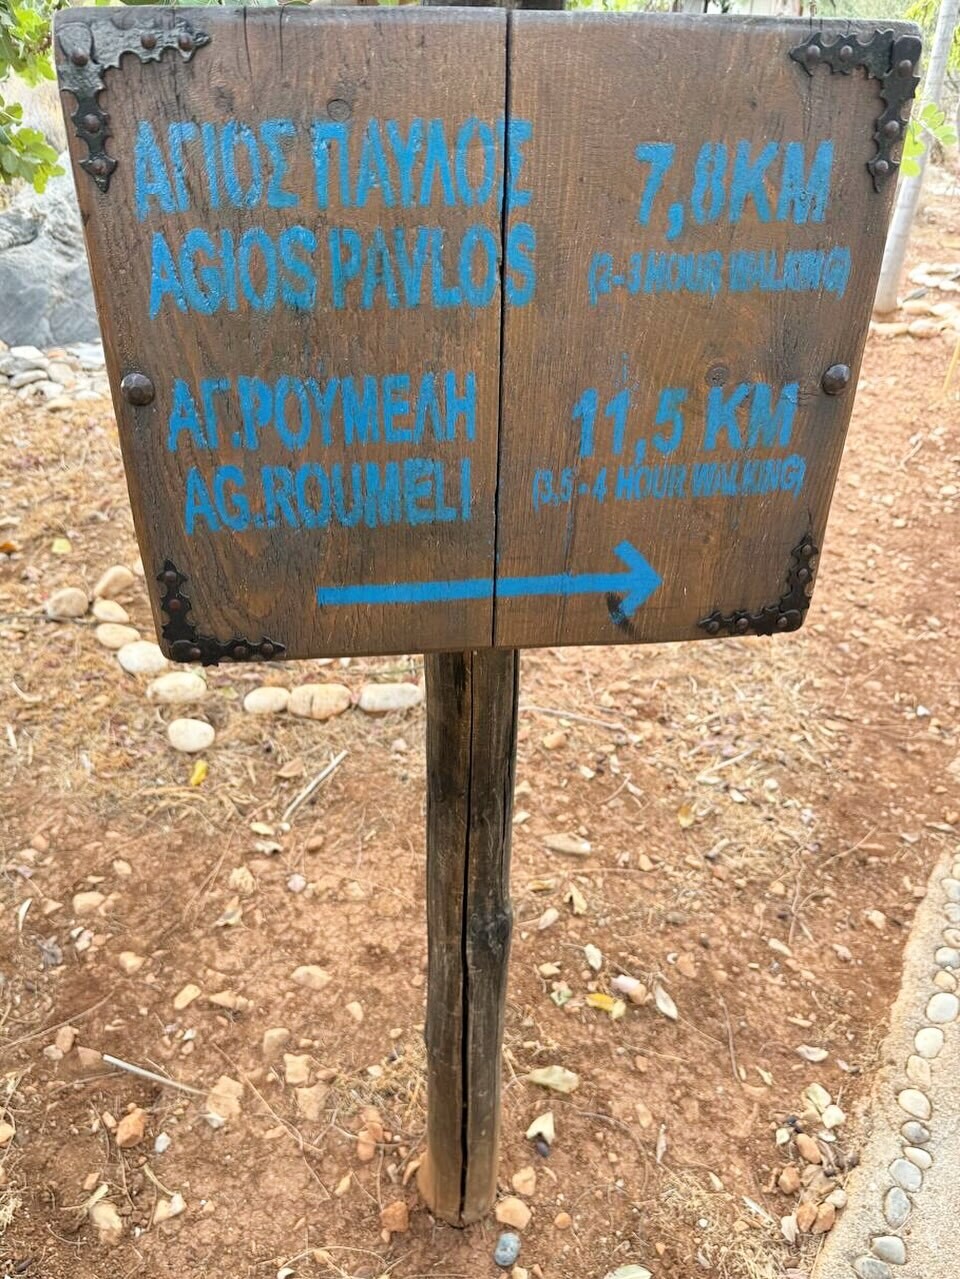 ΑΓΙΟΣ ΠΑΥΛΟΣ 7,8KM
AGIOS PAVLOS (2-3 HOUR WALKING)
ΑΓ.ΡΟΥΜΕΛΗ 11,5 KM
AG.ROUMELI (3,5-4 HOUR WALKING)